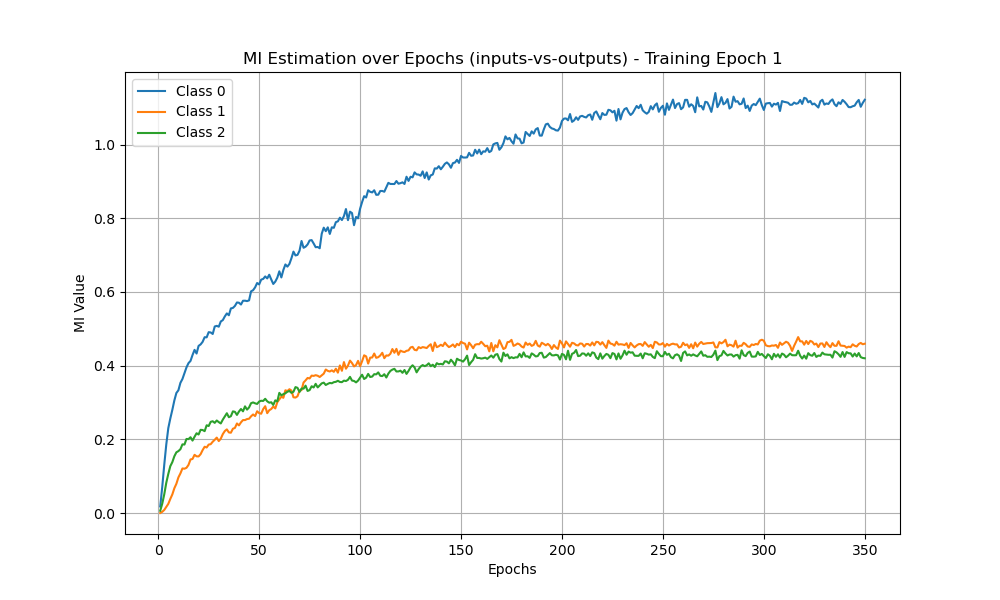 MI Estimation over Epochs (inputs-vs-outputs) - Training Epoch 1
Class 0
Class 1
Class 2
1.0
0.8
0.6
0.4
0.2
0.0
MI Value
0
50
100
150
200
250
300
350
Epochs